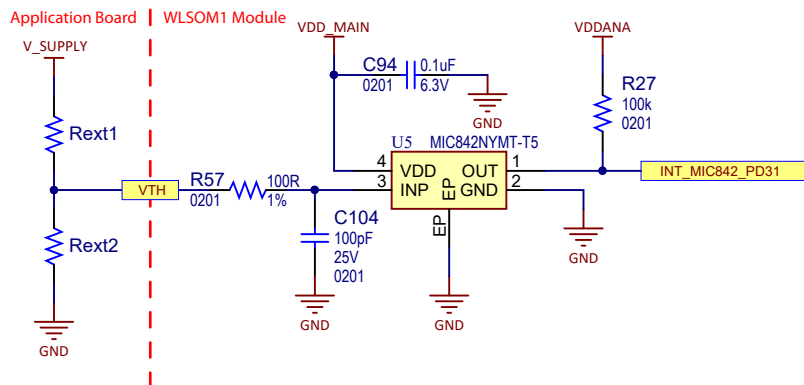 Application Board
WLSOM1 Module
V_SUPPLY
VDD_MAIN
VDDANA
C94
0201
0.1uF
6.3V
GND
R27
100k
0201
Rext1
U5
MIC842NYMT-T5
VTH
R57
0201
100R
1%
4
VDD
OUT
1
3
INP
GND
2
EP
EP
INT_MIC842_PD31
Rext2
C104
100pF
25V
0201
GND
GND
GND
GND